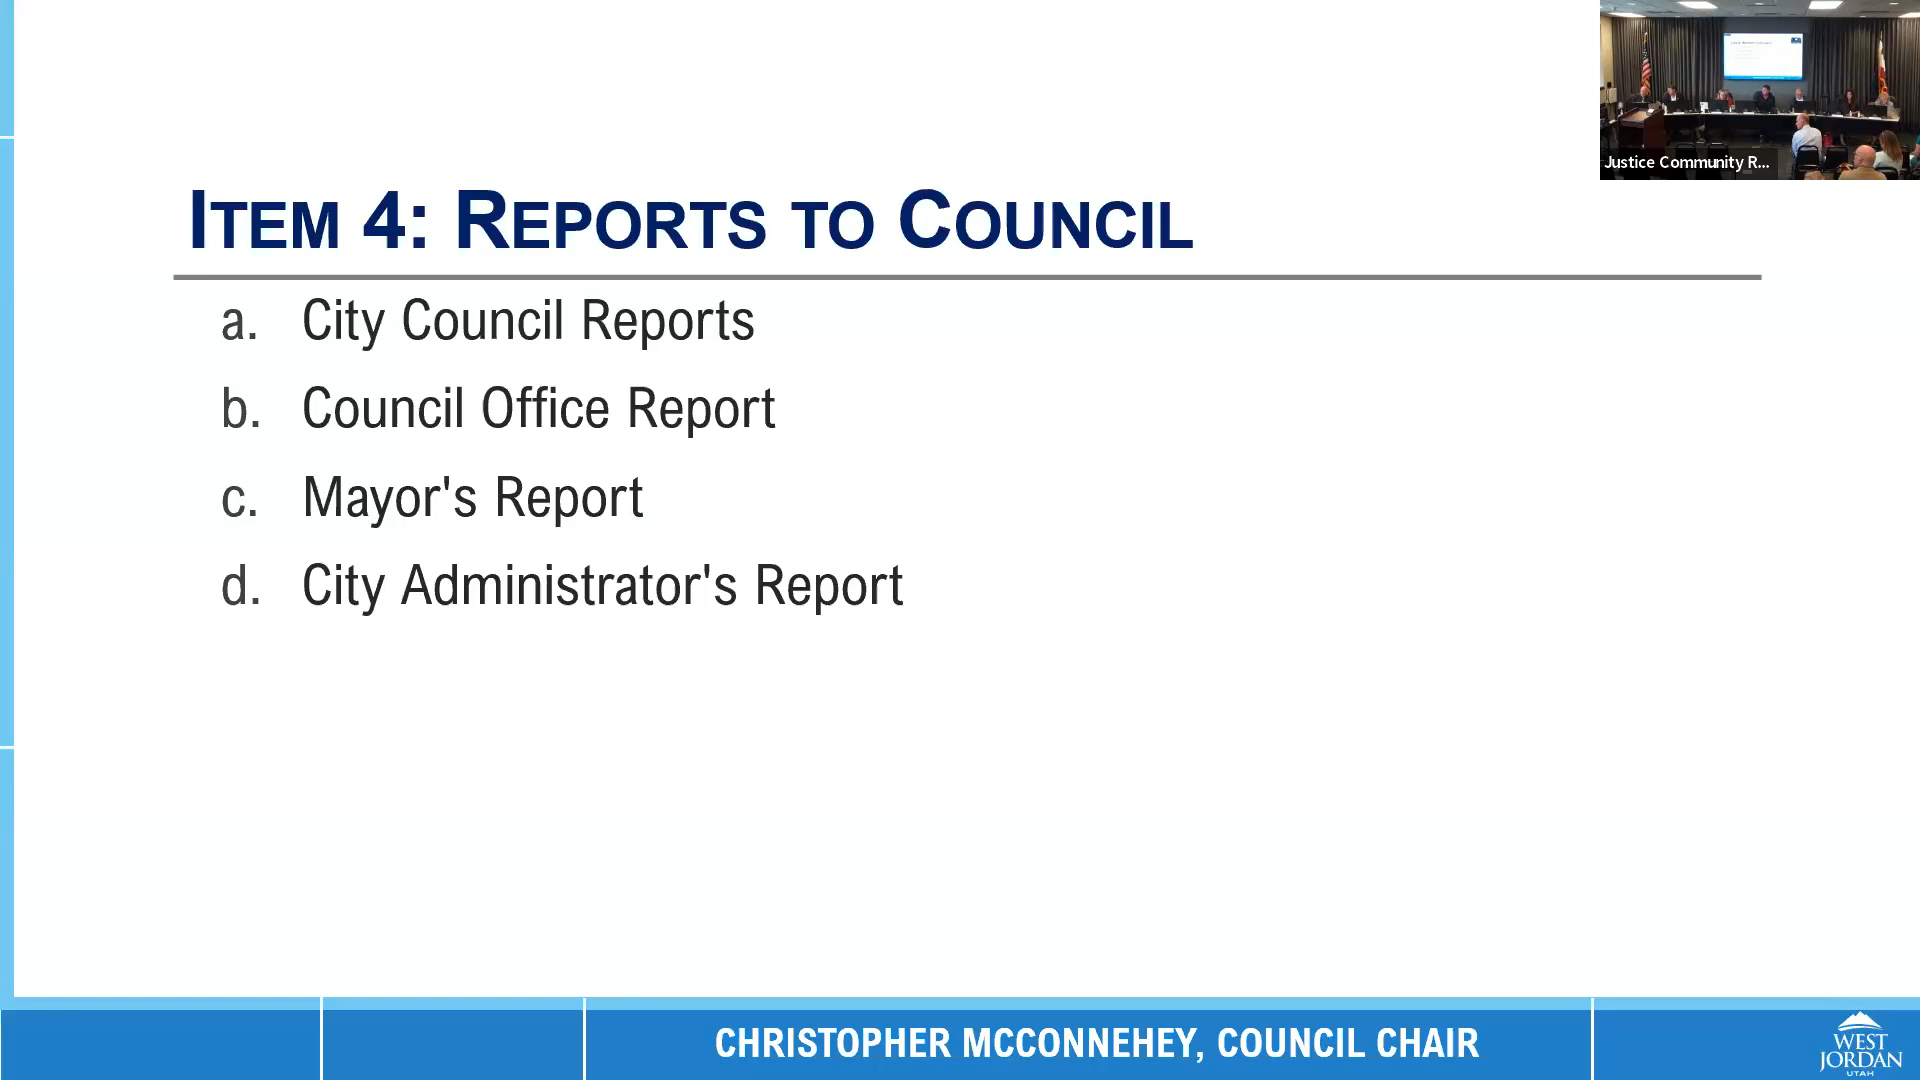 Justice Community R...
ITEM 4: REPORTS TO COUNCIL
a. City Council Reports
b. Council Office Report
c. Mayor's Report
d. City Administrator's Report
CHRISTOPHER MCCONNEHEY, COUNCIL CHAIR
WEST
JORDAN
UTAH